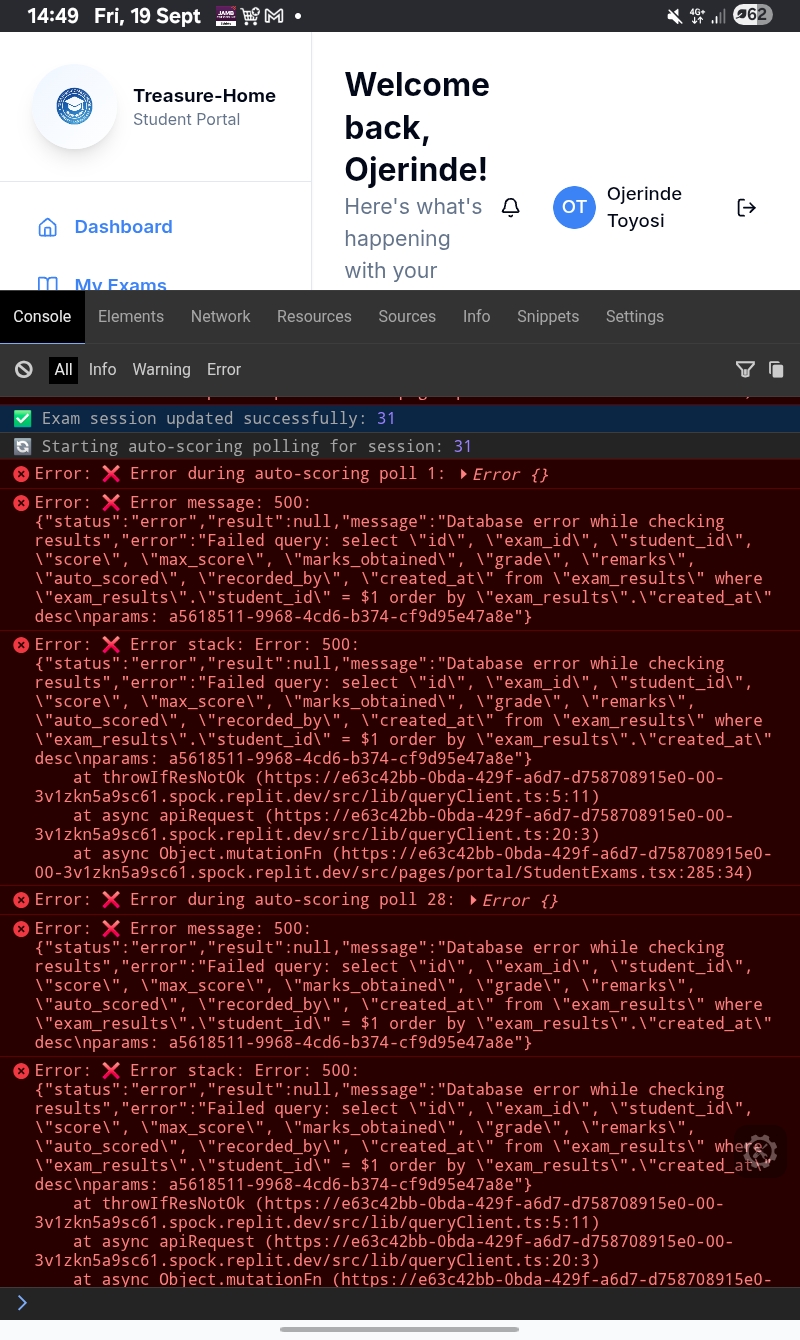 14:49 Fri, 19 Sept
4G+
62
Treasure-Home
Student Portal
Dashboard
My Exams
Welcome
back,
Ojerinde!
Here's what's
happening
with your
OT
Ojerinde
Toyosi
Console Elements Network Resources Sources Info Snippets Settings
All Info Warning Error
✅ Exam session updated successfully: 31
🔄 Starting auto-scoring polling for session: 31
Error: ❌ Error during auto-scoring poll 1: Error {}
Error: ❌ Error message: 500:
{"status":"error","result":null,"message":"Database error while checking
results","error":"Failed query: select \"id\", \"exam_id\", \"student_id\",
\"score\", \"max_score\", \"marks_obtained\", \"grade\", \"remarks\",
\"auto_scored\", \"recorded_by\", \"created_at\" from \"exam_results\" where
\"exam_results\".\"student_id\" = $1 order by \"exam_results\".\"created_at\"
desc\nparams: a5618511-9968-4cd6-b374-cf9d95e47a8e"}
Error: ❌ Error stack: Error: 500:
{"status":"error","result":null,"message":"Database error while checking
results","error":"Failed query: select \"id\", \"exam_id\", \"student_id\",
\"score\", \"max_score\", \"marks_obtained\", \"grade\", \"remarks\",
\"auto_scored\", \"recorded_by\", \"created_at\" from \"exam_results\" where
\"exam_results\".\"student_id\" = $1 order by \"exam_results\".\"created_at\"
desc\nparams: a5618511-9968-4cd6-b374-cf9d95e47a8e"}
at throwIfResNotOk (https://e63c42bb-0bda-429f-a6d7-d758708915e0-00-
3v1zkn5a9sc61.spock.replit.dev/src/lib/queryClient.ts:5:11)
at async apiRequest (https://e63c42bb-0bda-429f-a6d7-d758708915e0-00-
3v1zkn5a9sc61.spock.replit.dev/src/lib/queryClient.ts:20:3)
at async Object.mutationFn (https://e63c42bb-0bda-429f-a6d7-d758708915e0-
00-3v1zkn5a9sc61.spock.replit.dev/src/pages/portal/StudentExams.tsx:285:34)
Error: ❌ Error during auto-scoring poll 28: Error {}
Error: ❌ Error message: 500:
{"status":"error","result":null,"message":"Database error while checking
results","error":"Failed query: select \"id\", \"exam_id\", \"student_id\",
\"score\", \"max_score\", \"marks_obtained\", \"grade\", \"remarks\",
\"auto_scored\", \"recorded_by\", \"created_at\" from \"exam_results\" where
\"exam_results\".\"student_id\" = $1 order by \"exam_results\".\"created_at\"
desc\nparams: a5618511-9968-4cd6-b374-cf9d95e47a8e"}
Error: ❌ Error stack: Error: 500:
{"status":"error","result":null,"message":"Database error while checking
results","error":"Failed query: select \"id\", \"exam_id\", \"student_id\",
\"score\", \"max_score\", \"marks_obtained\", \"grade\", \"remarks\",
\"auto_scored\", \"recorded_by\", \"created_at\" from \"exam_results\" where
\"exam_results\".\"student_id\" = $1 order by \"exam_results\".\"created_at\"
desc\nparams: a5618511-9968-4cd6-b374-cf9d95e47a8e"}
at throwIfResNotOk (https://e63c42bb-0bda-429f-a6d7-d758708915e0-00-
3v1zkn5a9sc61.spock.replit.dev/src/lib/queryClient.ts:5:11)
at async apiRequest (https://e63c42bb-0bda-429f-a6d7-d758708915e0-00-
3v1zkn5a9sc61.spock.replit.dev/src/lib/queryClient.ts:20:3)
at async Object.mutationFn (https://e63c42bb-0bda-429f-a6d7-d758708915e0-